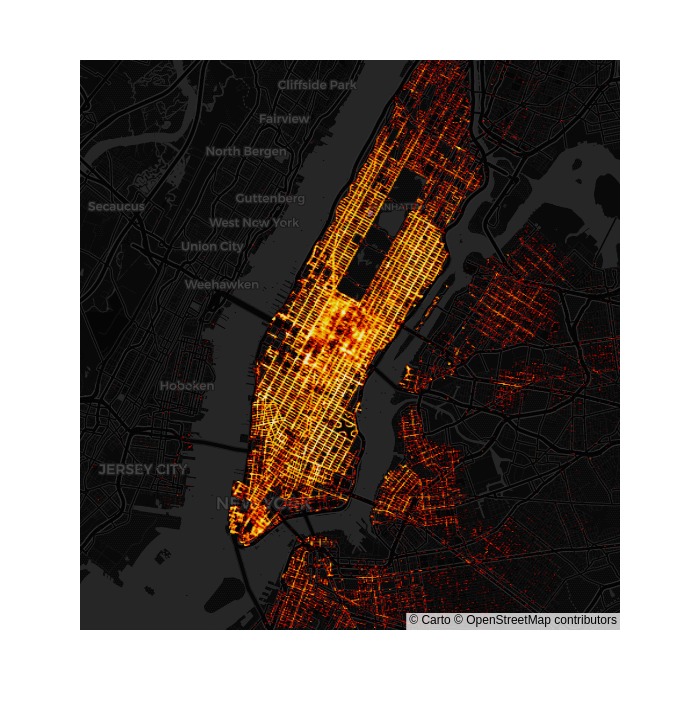 Cliffside Park
Fairview
North Bergen
Guttenberg
Secaucus
MANHATTAN
West New York
Union City
Weehawken
Hoboken
JERSEY CITY
NEW YORK
© Carto © OpenStreetMap contributors